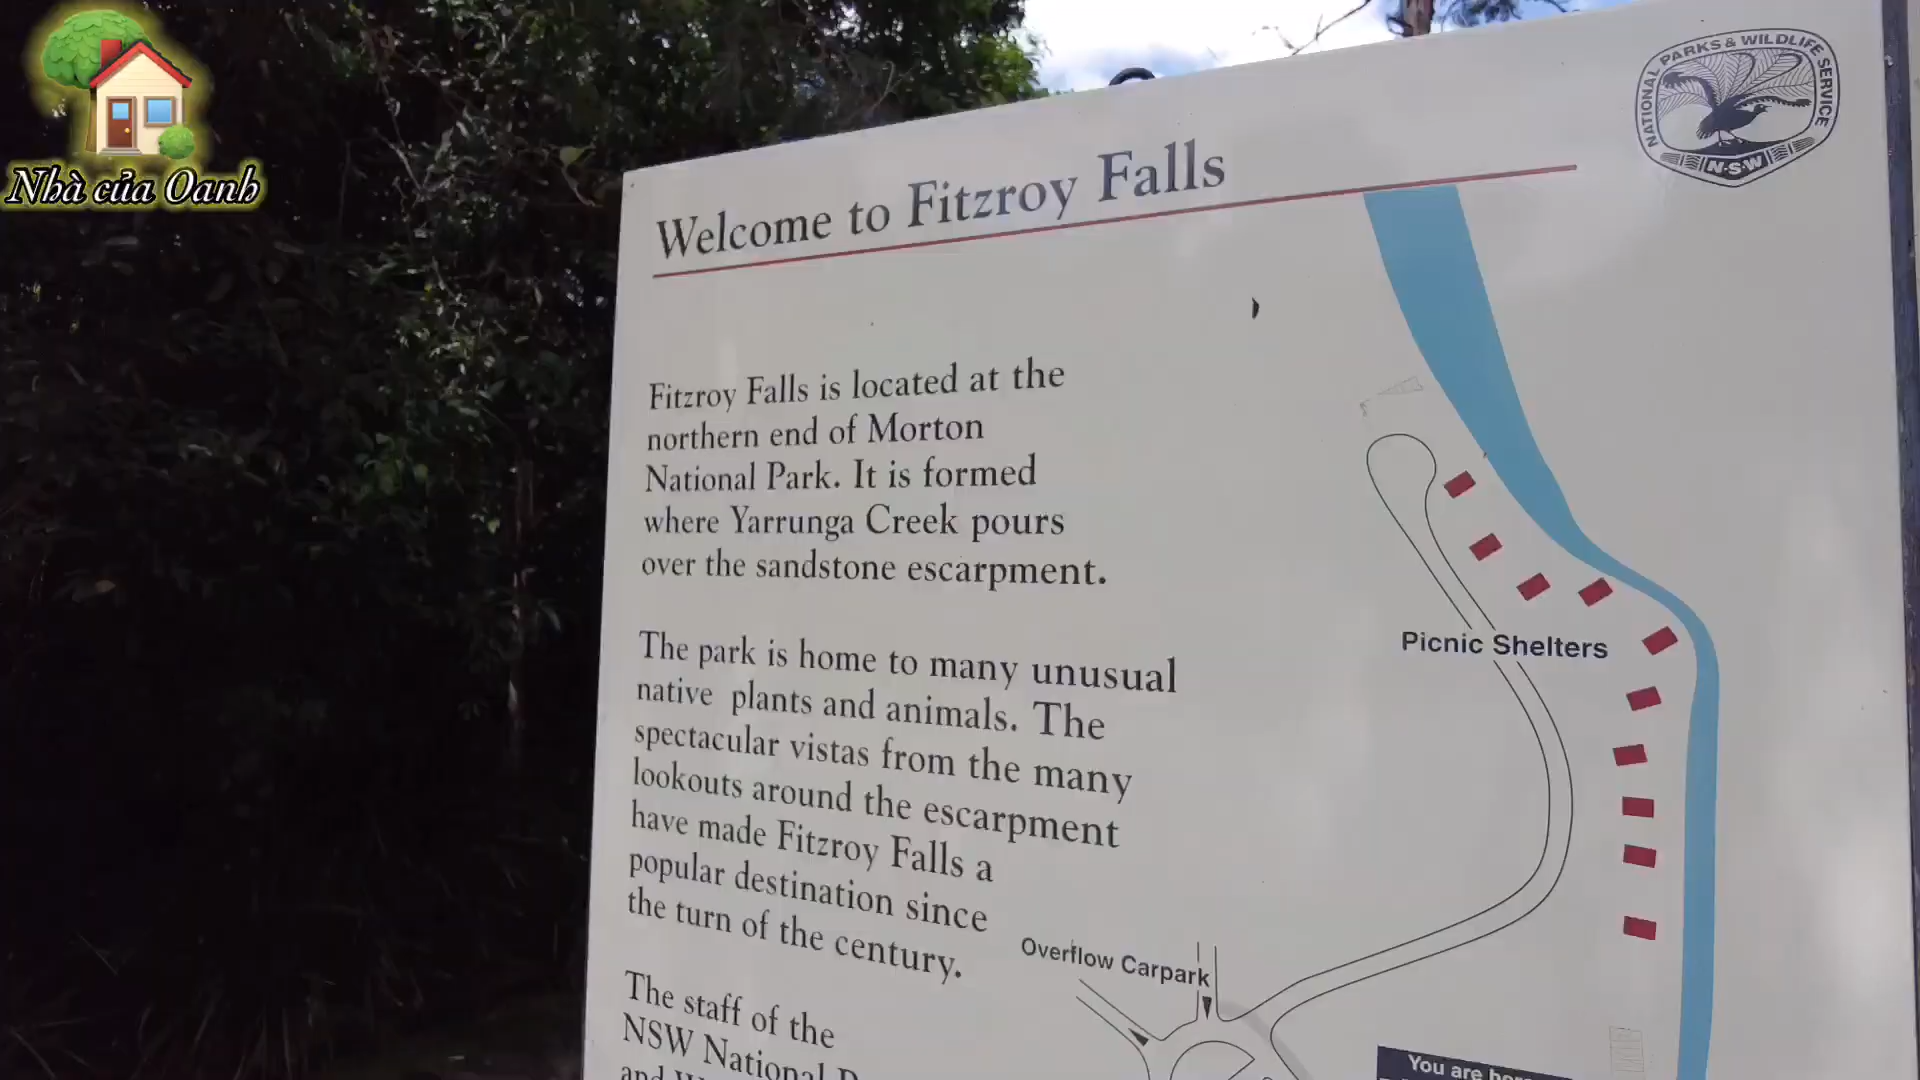 Nhà của Oanh
NATIONAL PARKS & WILDLIFE SERVICE
N·S·W
Welcome to Fitzroy Falls
Fitzroy Falls is located at the
northern end of Morton
National Park. It is formed
where Yarrunga Creek pours
over the sandstone escarpment.
The park is home to many unusual
native plants and animals. The
spectacular vistas from the many
lookouts around the escarpment
have made Fitzroy Falls a
popular destination since
the turn of the century.
The staff of the
NSW National
and
Picnic Shelters
Overflow Carpark
You are here